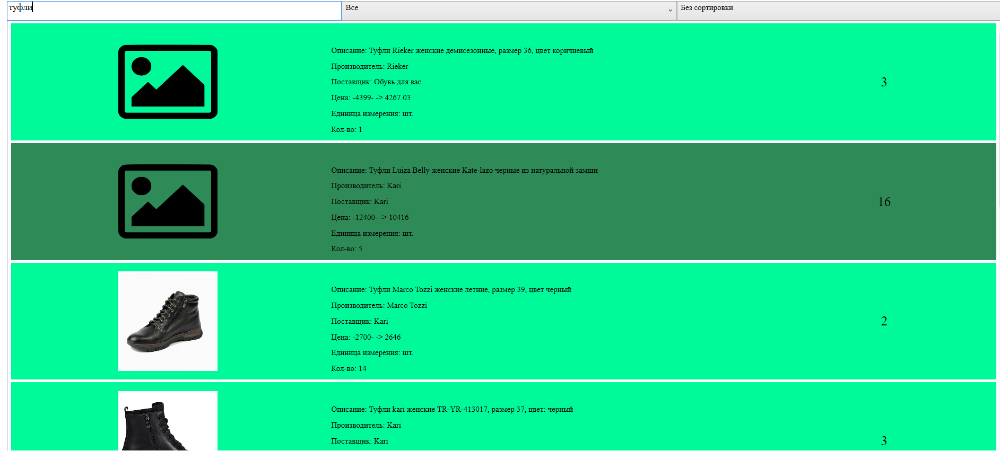 туфли
Все
Без сортировки
Описание: Туфли Rieker женские демисезонные, размер 36, цвет коричневый
Производитель: Rieker
Поставщик: Обувь для вас
Цена: -4399- -> 4267.03
Единица измерения: шт.
Кол-во: 1
3
Описание: Туфли Luiza Belly женские Kate-lazo черные из натуральной замши
Производитель: Kari
Поставщик: Kari
Цена: -12400- -> 10416
Единица измерения: шт.
Кол-во: 5
16
Описание: Туфли Marco Tozzi женские летние, размер 39, цвет черный
Производитель: Marco Tozzi
Поставщик: Kari
Цена: -2700- -> 2646
Единица измерения: шт.
Кол-во: 14
2
Описание: Туфли kari женские TR-YR-413017, размер 37, цвет: черный
Производитель: Kari
Поставщик: Kari
3